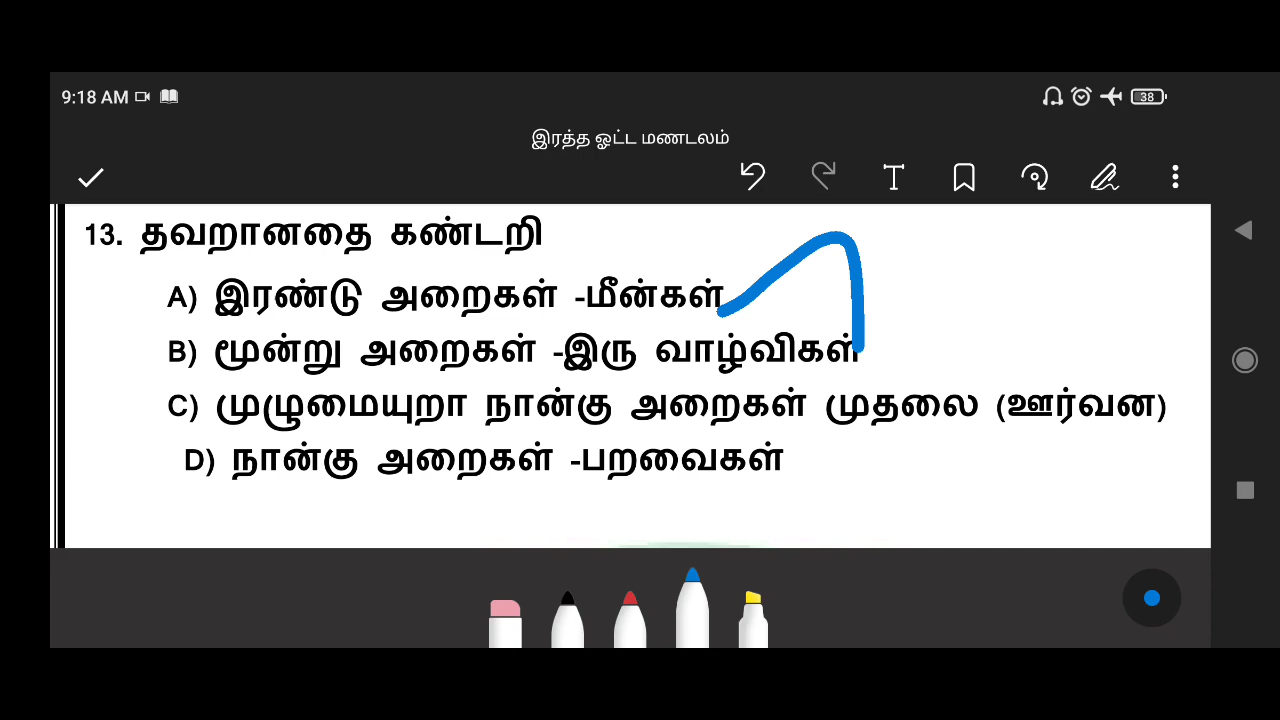 9:18 AM
38
இரத்த ஓட்ட மணடலம்
T
13. தவறானதை கண்டறி
A) இரண்டு அறைகள் -மீன்கள்
B) மூன்று அறைகள் -இரு வாழ்விகள்
C) முழுமையுறா நான்கு அறைகள் முதலை (ஊர்வன)
D) நான்கு அறைகள் -பறவைகள்